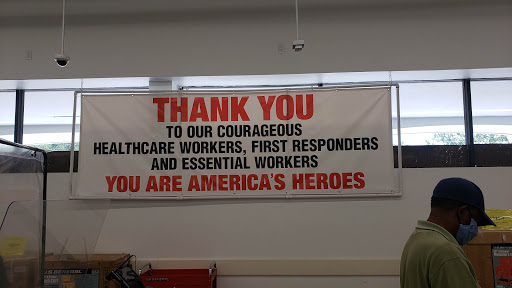 THANK YOU
TO OUR COURAGEOUS
HEALTHCARE WORKERS, FIRST RESPONDERS
AND ESSENTIAL WORKERS
YOU ARE AMERICA'S HEROES